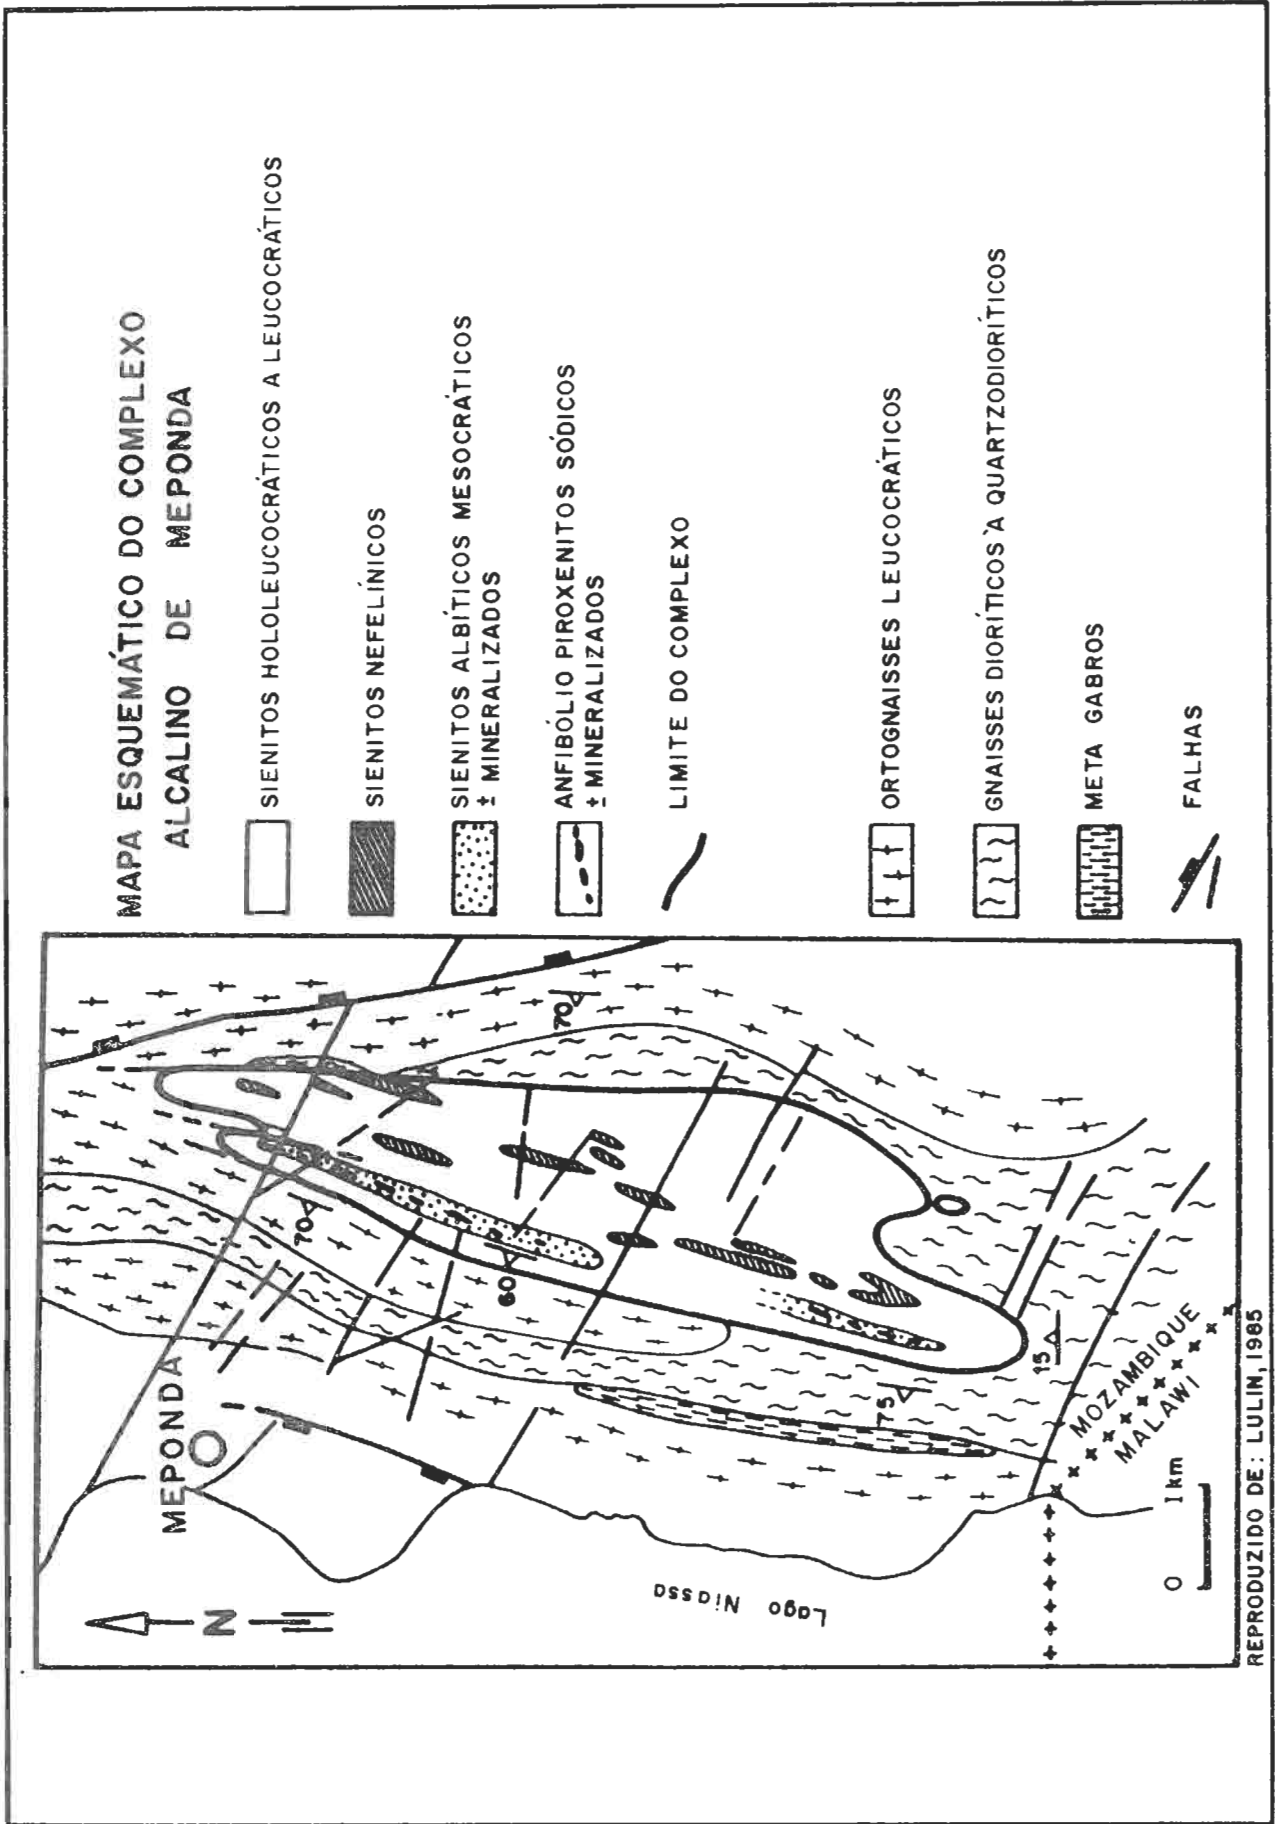 MAPA ESQUEMÁTICO DO COMPLEXO
ALCALINO DE MEPONDA
SIENITOS HOLOLEUCOCRÁTICOS A LEUCOCRÁTICOS
SIENITOS NEFELÍNICOS
SIENITOS ALBÍTICOS MESOCRÁTICOS
± MINERALIZADOS
ANFIBÓLIO PIROXENITOS SÓDICOS
± MINERALIZADOS
LIMITE DO COMPLEXO
ORTOGNAISSES LEUCOCRÁTICOS
GNAISSES DIORÍTICOS A QUARTZODIORÍTICOS
META GABROS
FALHAS
N
MEPONDA
70
70
60
75
15
Lago Niassa
MOZAMBIQUE
MALAWI
0 1km
REPRODUZIDO DE: LULIN, 1985